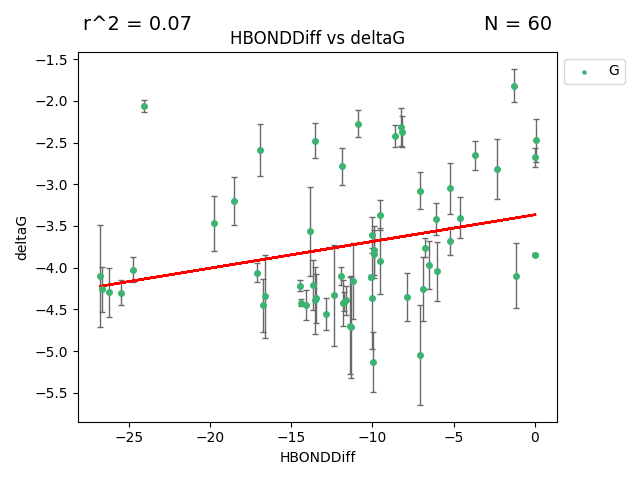 r^2 = 0.07
N = 60
HBONDDiff vs deltaG
G
−1.5
−2.0
−2.5
−3.0
−3.5
−4.0
−4.5
−5.0
−5.5
deltaG
−25
−20
−15
−10
−5
0
HBONDDiff